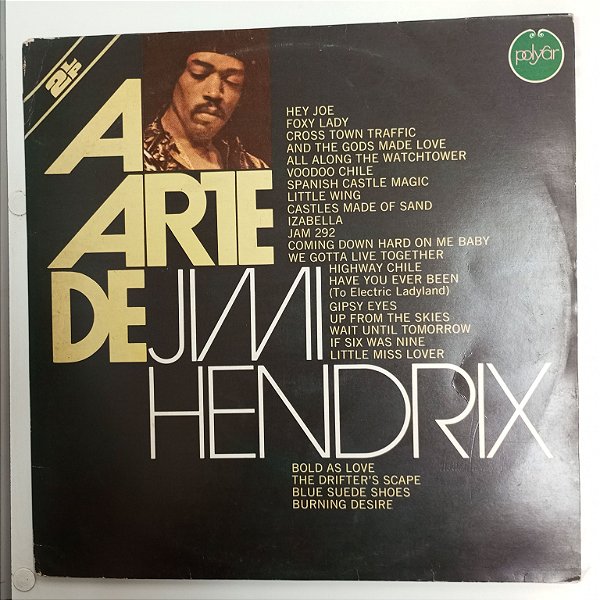 2 LP
polyfar
A
ARTE
DE JIMI
HENDRIX
HEY JOE
FOXY LADY
CROSS TOWN TRAFFIC
AND THE GODS MADE LOVE
ALL ALONG THE WATCHTOWER
VOODOO CHILE
SPANISH CASTLE MAGIC
LITTLE WING
CASTLES MADE OF SAND
IZABELLA
JAM 292
COMING DOWN HARD ON ME BABY
WE GOTTA LIVE TOGETHER
HIGHWAY CHILE
HAVE YOU EVER BEEN
(To Electric Ladyland)
GIPSY EYES
UP FROM THE SKIES
WAIT UNTIL TOMORROW
IF SIX WAS NINE
LITTLE MISS LOVER
BOLD AS LOVE
THE DRIFTER'S SCAPE
BLUE SUEDE SHOES
BURNING DESIRE